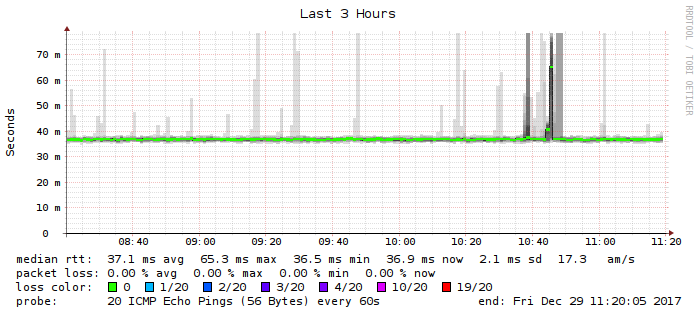 Last 3 Hours
RRDTOOL / TOBI OETIKER
Seconds
70 m
60 m
50 m
40 m
30 m
20 m
10 m
0
08:40 09:00 09:20 09:40 10:00 10:20 10:40 11:00 11:20
median rtt: 37.1 ms avg 65.3 ms max 36.5 ms min 36.9 ms now 2.1 ms sd 17.3 am/s
packet loss: 0.00 % avg 0.00 % max 0.00 % min 0.00 % now
loss color: 0 1/20 2/20 3/20 4/20 10/20 19/20
probe: 20 ICMP Echo Pings (56 Bytes) every 60s end: Fri Dec 29 11:20:05 2017